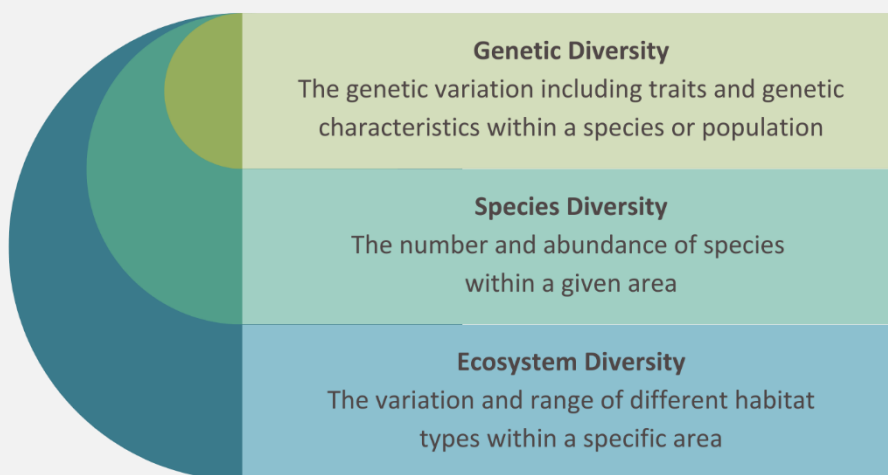 Genetic Diversity
The genetic variation including traits and genetic
characteristics within a species or population
Species Diversity
The number and abundance of species
within a given area
Ecosystem Diversity
The variation and range of different habitat
types within a specific area